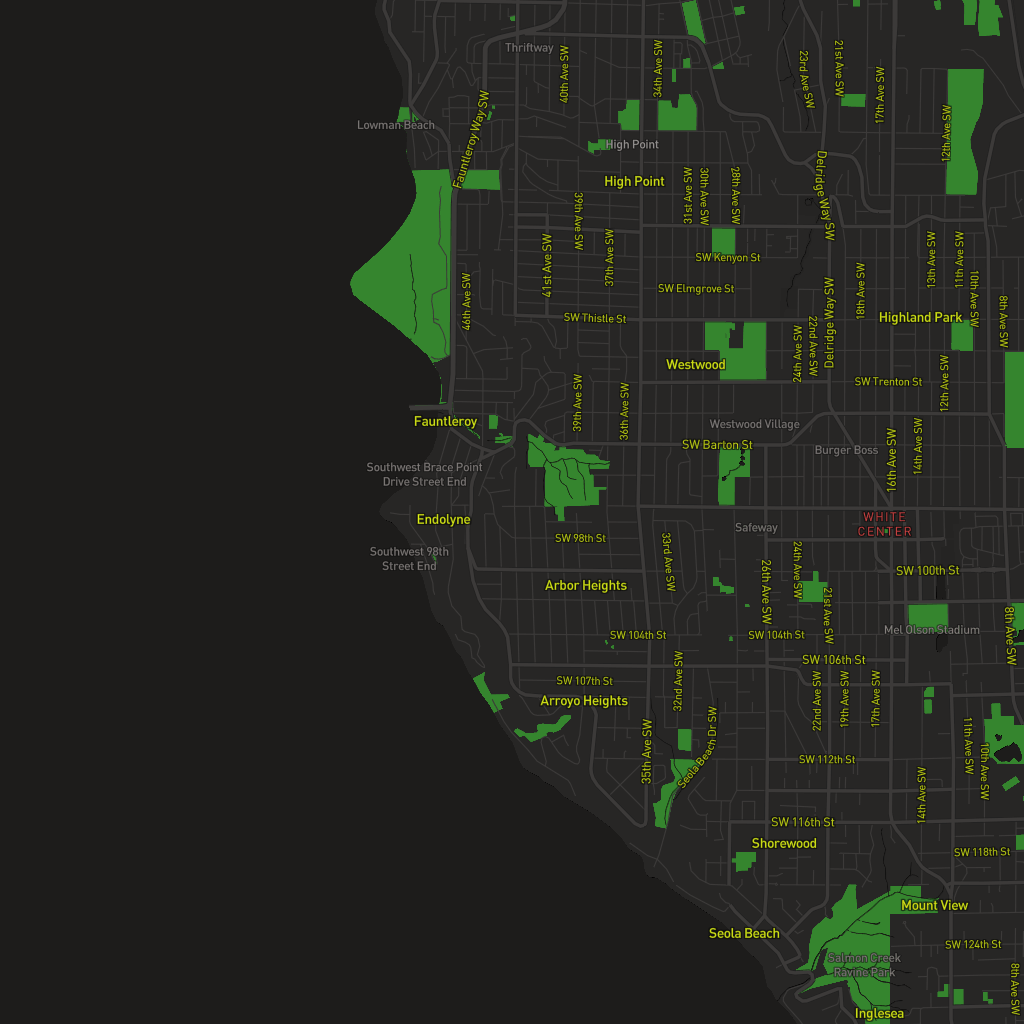 Thriftway
40th Ave SW
34th Ave SW
23rd Ave SW
21st Ave SW
17th Ave SW
Lowman Beach
Fauntleroy Way SW
High Point
12th Ave SW
High Point
31st Ave SW
30th Ave SW
28th Ave SW
Delridge Way SW
39th Ave SW
41st Ave SW
37th Ave SW
SW Kenyon St
13th Ave SW
11th Ave SW
46th Ave SW
SW Elmgrove St
18th Ave SW
10th Ave SW
Delridge Way SW
SW Thistle St
Highland Park
8th Ave SW
22nd Ave SW
24th Ave SW
Westwood
SW Trenton St
12th Ave SW
39th Ave SW
36th Ave SW
Fauntleroy
Westwood Village
SW Barton St
Burger Boss
16th Ave SW
14th Ave SW
Southwest Brace Point
Drive Street End
Endolyne
WHITE
CENTER
Safeway
SW 98th St
Southwest 98th
Street End
33rd Ave SW
26th Ave SW
24th Ave SW
SW 100th St
Arbor Heights
21st Ave SW
Mel Olson Stadium
8th Ave SW
SW 104th St
SW 104th St
SW 106th St
SW 107th St
32nd Ave SW
22nd Ave SW
19th Ave SW
17th Ave SW
Arroyo Heights
35th Ave SW
Seola Beach Dr SW
11th Ave SW
10th Ave SW
SW 112th St
14th Ave SW
SW 116th St
Shorewood
SW 118th St
Mount View
Seola Beach
SW 124th St
Salmon Creek
Ravine Park
8th Ave SW
Inglesea